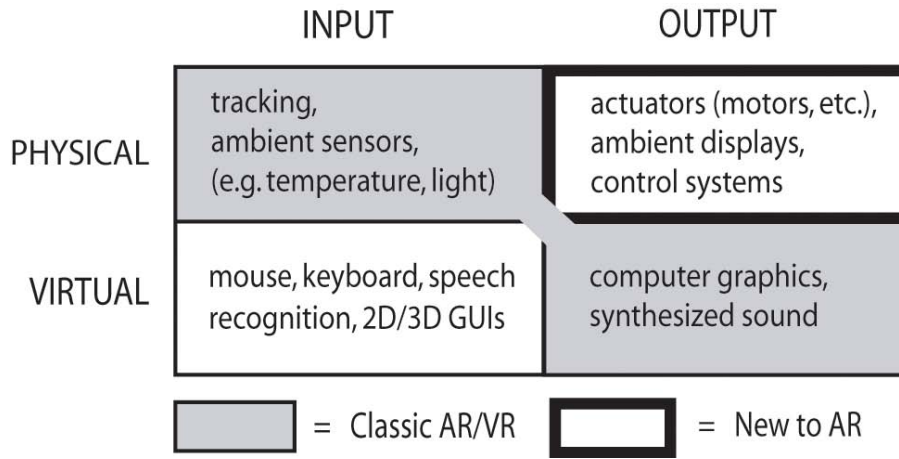 INPUT
OUTPUT
PHYSICAL
tracking,
ambient sensors,
(e.g. temperature, light)
actuators (motors, etc.),
ambient displays,
control systems
VIRTUAL
mouse, keyboard, speech
recognition, 2D/3D GUIs
computer graphics,
synthesized sound
= Classic AR/VR
= New to AR